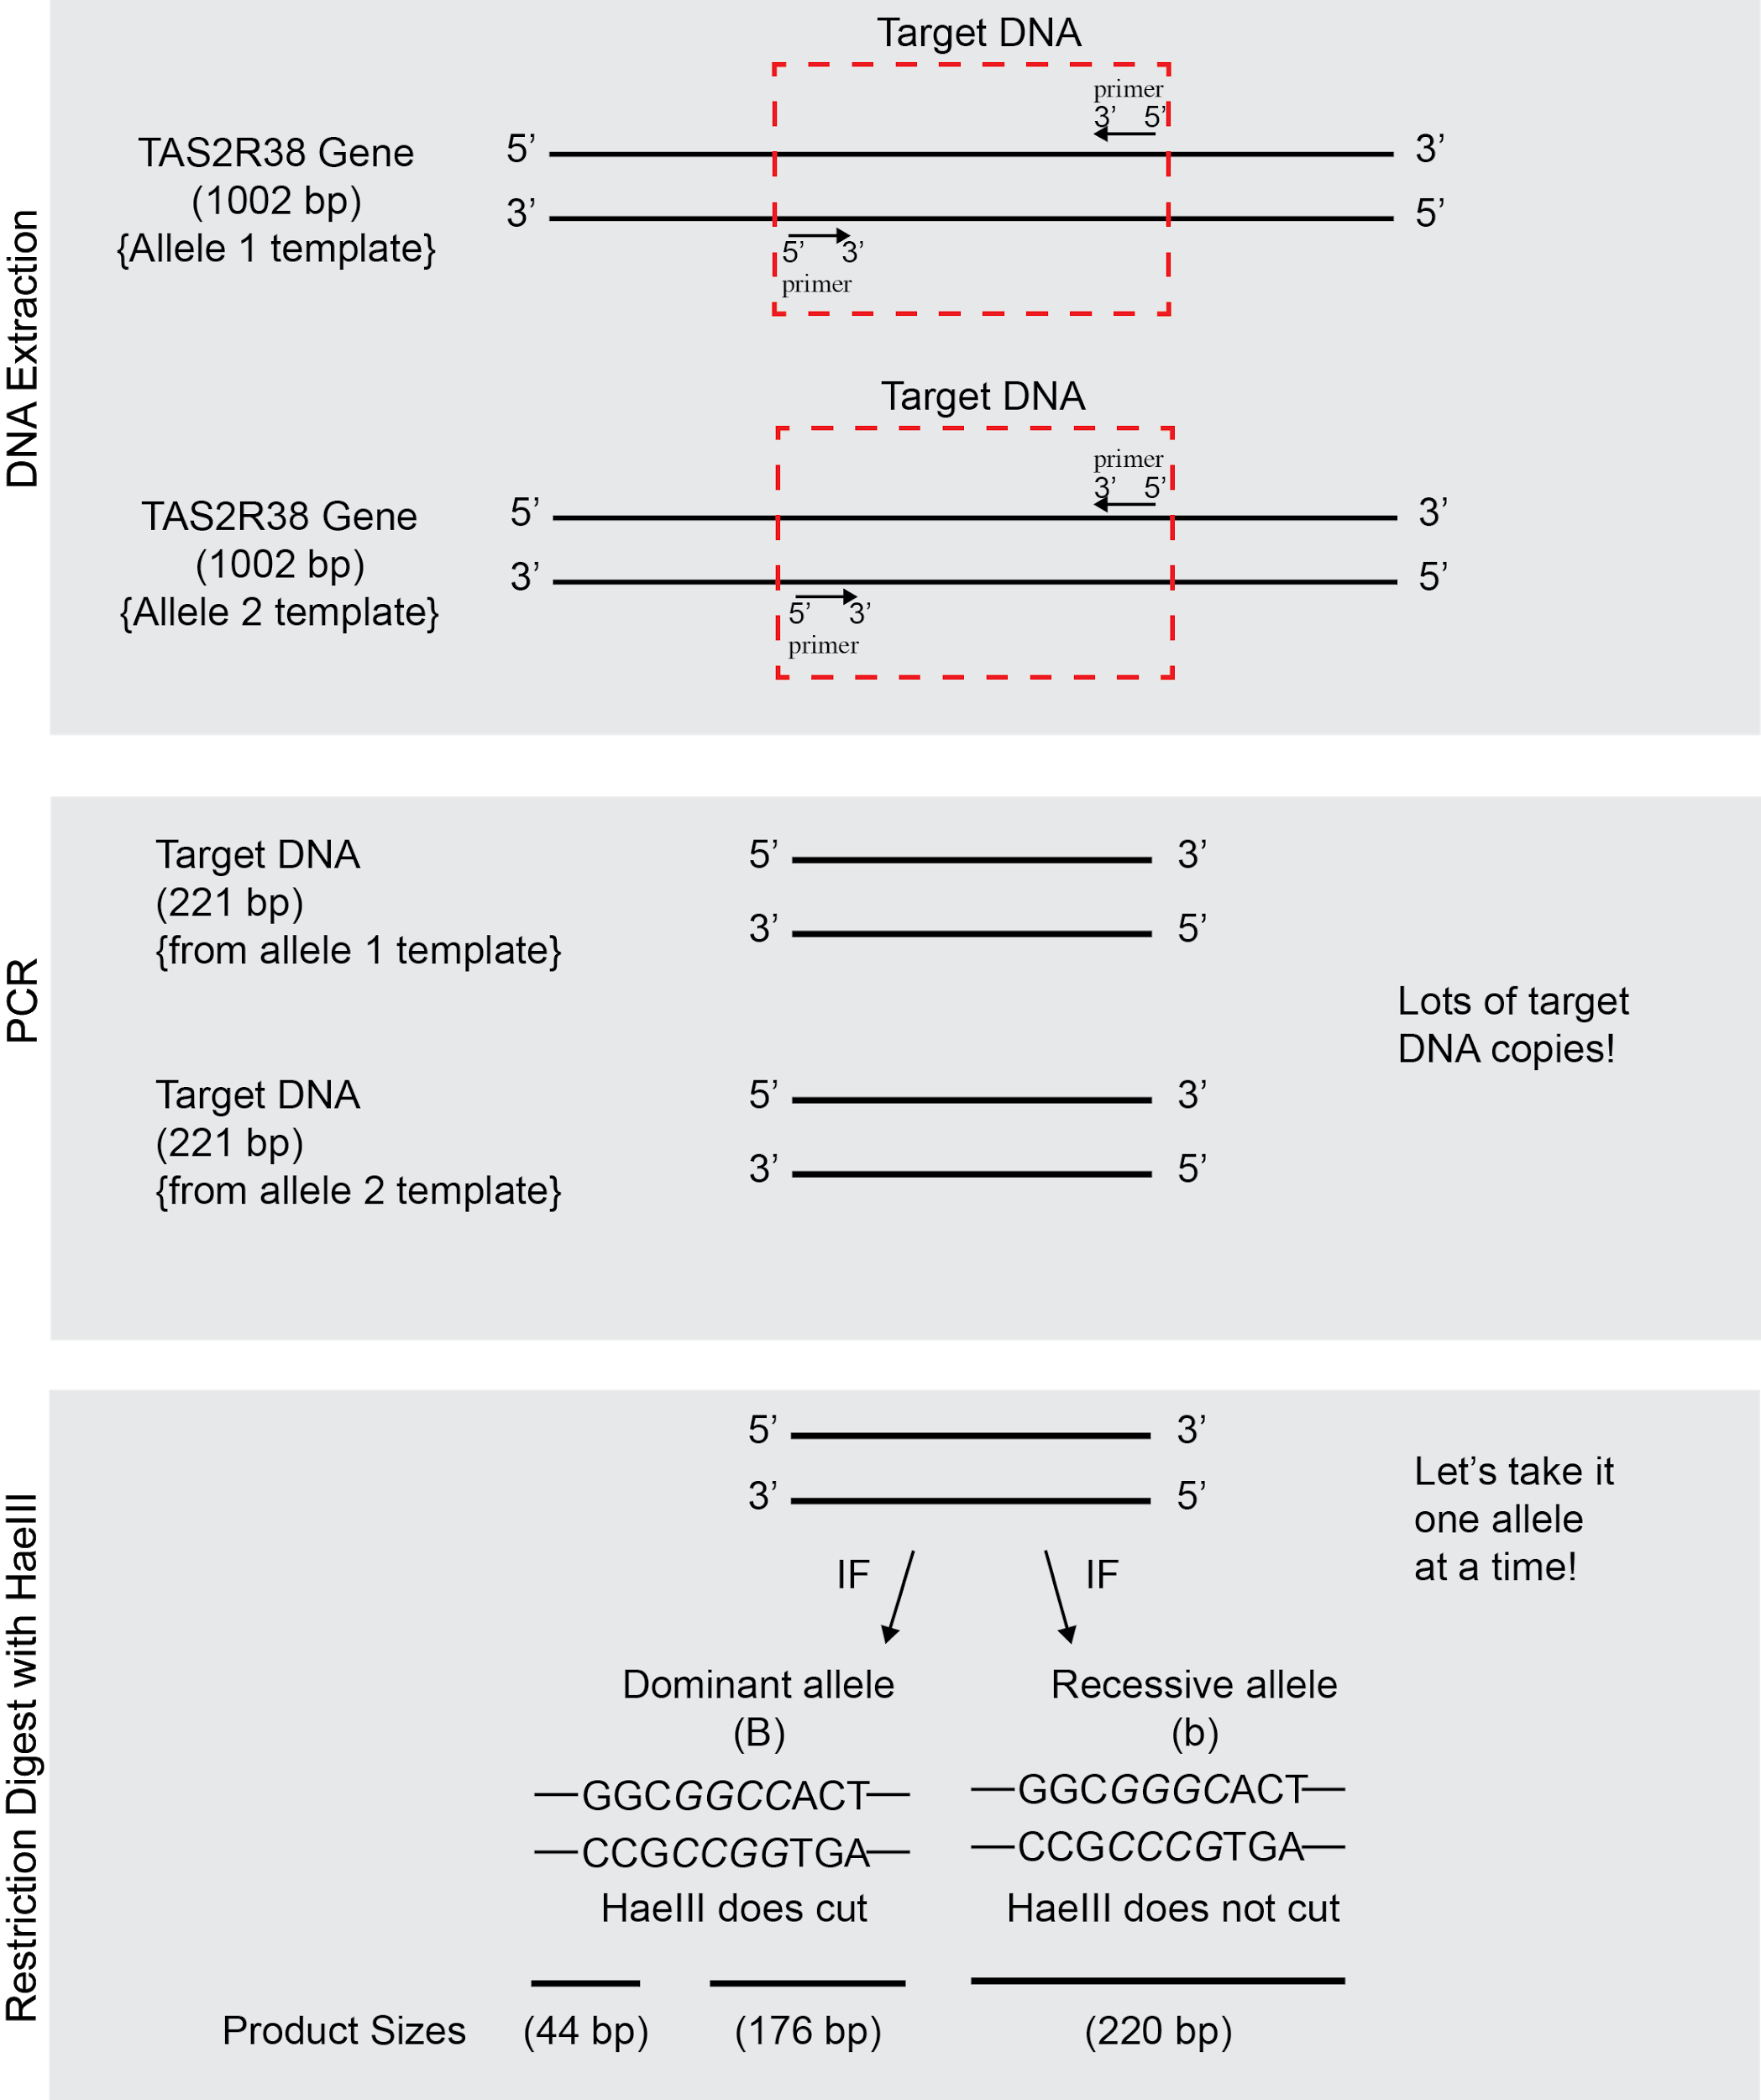 DNA Extraction
Target DNA
primer
3’ 5’
TAS2R38 Gene
(1002 bp)
{Allele 1 template}
5’ 3’
3’ 5’
5’ 3’
primer
Target DNA
primer
3’ 5’
TAS2R38 Gene
(1002 bp)
{Allele 2 template}
5’ 3’
3’ 5’
5’ 3’
primer
PCR
Target DNA
(221 bp)
{from allele 1 template}
5’ 3’
3’ 5’
Lots of target
DNA copies!
Target DNA
(221 bp)
{from allele 2 template}
5’ 3’
3’ 5’
Restriction Digest with HaeIII
5’ 3’
3’ 5’
Let’s take it
one allele
at a time!
IF IF
Dominant allele
(B)
GGCGGCCACT
CCGCCGGTGA
HaeIII does cut
Recessive allele
(b)
GGCGGGCACT
CCGCCCGTGA
HaeIII does not cut
Product Sizes (44 bp) (176 bp) (220 bp)